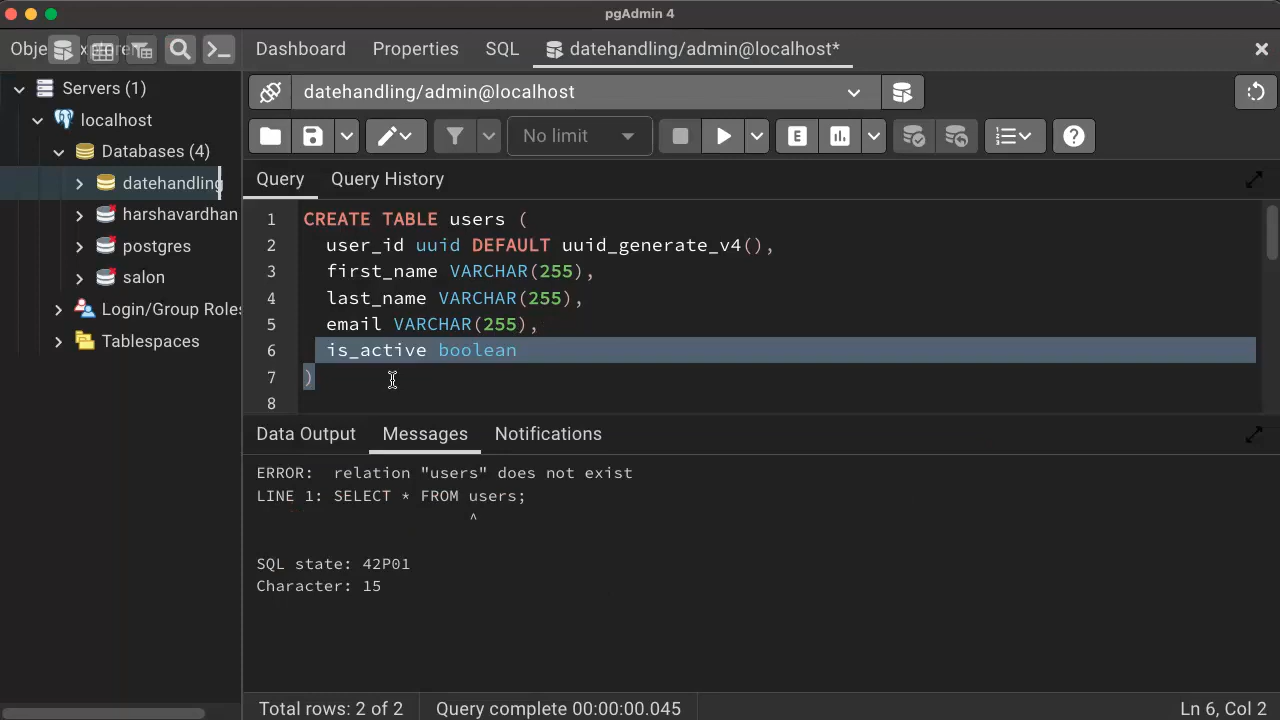 pgAdmin 4
Dashboard
Properties
SQL
datehandling/admin@localhost*
Servers (1)
localhost
Databases (4)
datehandling
harshavardhan
postgres
salon
Login/Group Roles
Tablespaces
datehandling/admin@localhost
No limit
E
Query
Query History
1 CREATE TABLE users (
2 user_id uuid DEFAULT uuid_generate_v4(),
3 first_name VARCHAR(255),
4 last_name VARCHAR(255),
5 email VARCHAR(255),
6 is_active boolean
7 )
8
Data Output
Messages
Notifications
ERROR: relation "users" does not exist
LINE 1: SELECT * FROM users;
^
SQL state: 42P01
Character: 15
Total rows: 2 of 2
Query complete 00:00:00.045
Ln 6, Col 2